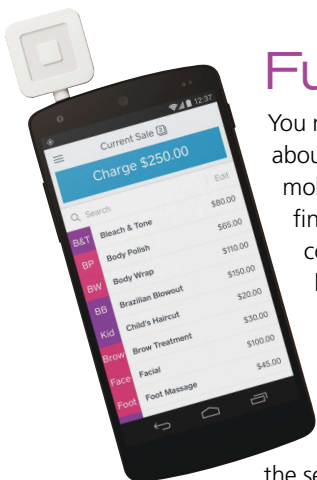 Fu
You
about
fin
co
the se
12:37
Current Sale
Charge $250.00
Search Edit
B&T Bleach & Tone $80.00
BP Body Polish $65.00
BW Body Wrap $110.00
BB Brazilian Blowout $150.00
Kid Child's Haircut $20.00
Brow Brow Treatment $30.00
Face Facial $100.00
Foot Foot Massage $45.00